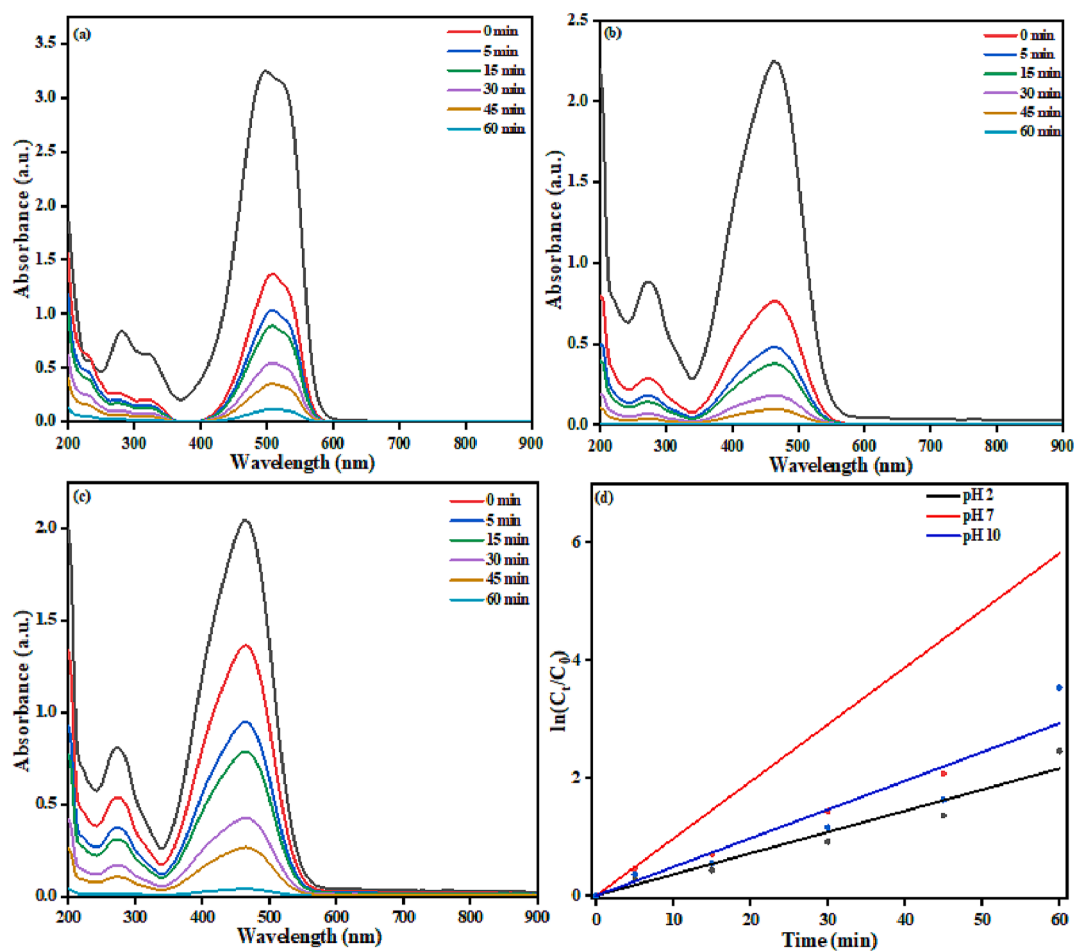 (a)
0 min
5 min
15 min
30 min
45 min
60 min
3.5
3.0
2.5
2.0
1.5
1.0
0.5
0.0
Absorbance (a.u.)
200 300 400 500 600 700 800 900
Wavelength (nm)
(b)
0 min
5 min
15 min
30 min
45 min
60 min
2.5
2.0
1.5
1.0
0.5
0.0
Absorbance (a.u.)
200 300 400 500 600 700 800 900
Wavelength (nm)
(c)
0 min
5 min
15 min
30 min
45 min
60 min
2.0
1.5
1.0
0.5
0.0
Absorbance (a.u.)
200 300 400 500 600 700 800 900
Wavelength (nm)
(d)
pH 2
pH 7
pH 10
6
4
2
0
ln(Ct/C0)
0 10 20 30 40 50 60
Time (min)